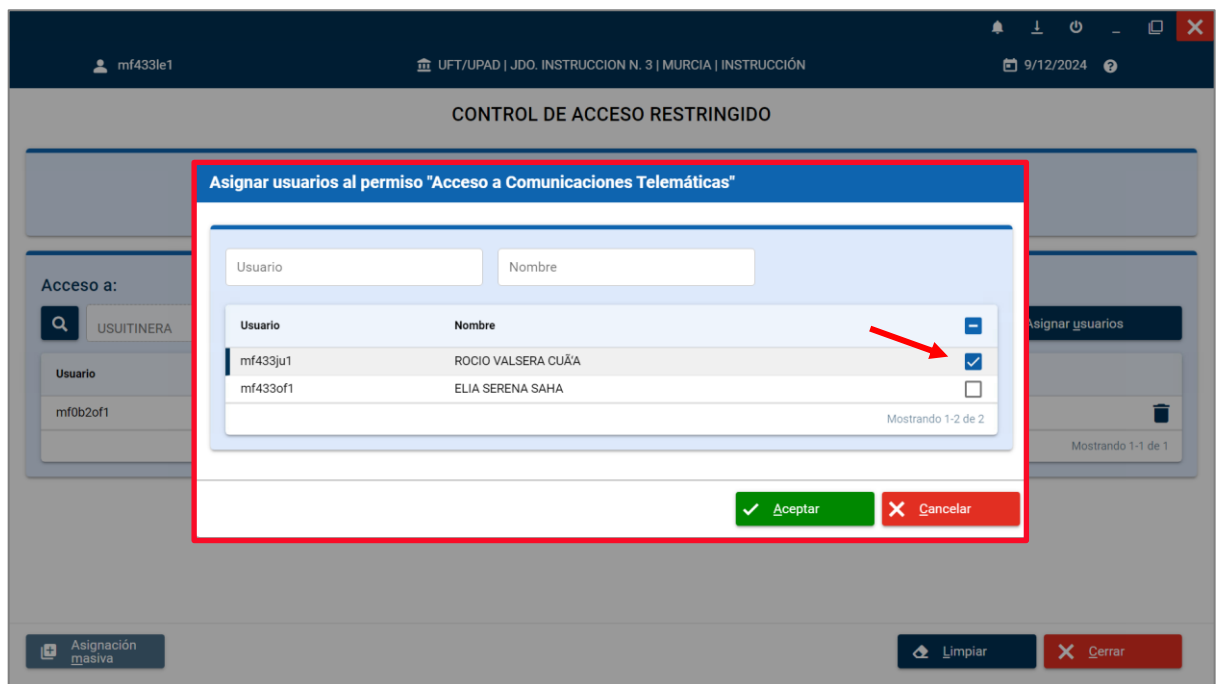 mf433le1
UFT/UPAD | JDO. INSTRUCCION N. 3 | MURCIA | INSTRUCCIÓN
9/12/2024
CONTROL DE ACCESO RESTRINGIDO
Asignar usuarios al permiso "Acceso a Comunicaciones Telemáticas"
Usuario Nombre
Acceso a:
USUITINERA
Asignar usuarios
Usuario Nombre
mf433ju1 ROCIO VALSERA CUÃ'A
Usuario
mf433of1 ELIA SERENA SAHA
mf0b2of1
Mostrando 1-2 de 2
Mostrando 1-1 de 1
Aceptar Cancelar
Asignación
masiva
Limpiar Cerrar